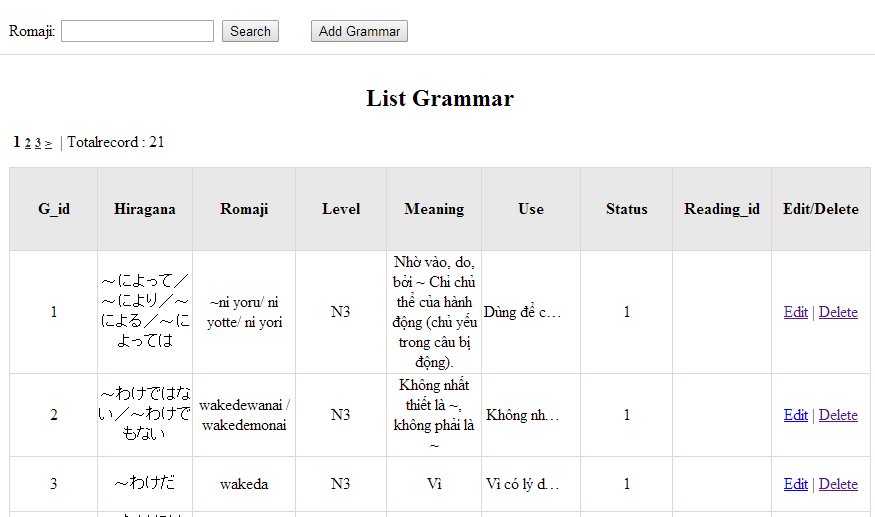 Romaji: Search Add Grammar
List Grammar
1 2 3 ≥ | Totalrecord : 21
G_id Hiragana Romaji Level Meaning Use Status Reading_id Edit/Delete
1
～によって／
～により／～
による／～に
よっては
~ni yoru/ ni
yotte/ ni yori
N3
Nhờ vào, do,
bởi ~ Chỉ chủ
thể của hành
động (chủ yếu
trong câu bị
động).
Dùng để c…
1
Edit | Delete
2
～わけではな
い／～わけで
もない
wakedewanai /
wakedemonai
N3
Không nhất
thiết là ~,
không phải là
~
Không nh…
1
Edit | Delete
3
～わけだ
wakeda
N3
Vì
Vì có lý d…
1
Edit | Delete